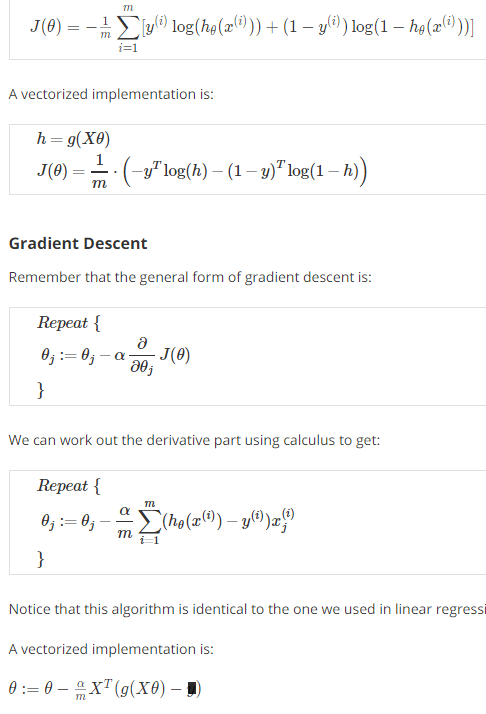 J(θ) = −1/m ∑_{i=1}^{m} [y^{(i)} log(h_θ(x^{(i)})) + (1 − y^{(i)}) log(1 − h_θ(x^{(i)}))]
A vectorized implementation is:
h = g(Xθ)
J(θ) = 1/m · (−y^T log(h) − (1 − y)^T log(1 − h))
Gradient Descent
Remember that the general form of gradient descent is:
Repeat {
θ_j := θ_j − α ∂/∂θ_j J(θ)
}
We can work out the derivative part using calculus to get:
Repeat {
θ_j := θ_j − α/m ∑_{i=1}^{m} (h_θ(x^{(i)}) − y^{(i)}) x_j^{(i)}
}
Notice that this algorithm is identical to the one we used in linear regressi
A vectorized implementation is:
θ := θ − α/m X^T (g(Xθ) − )